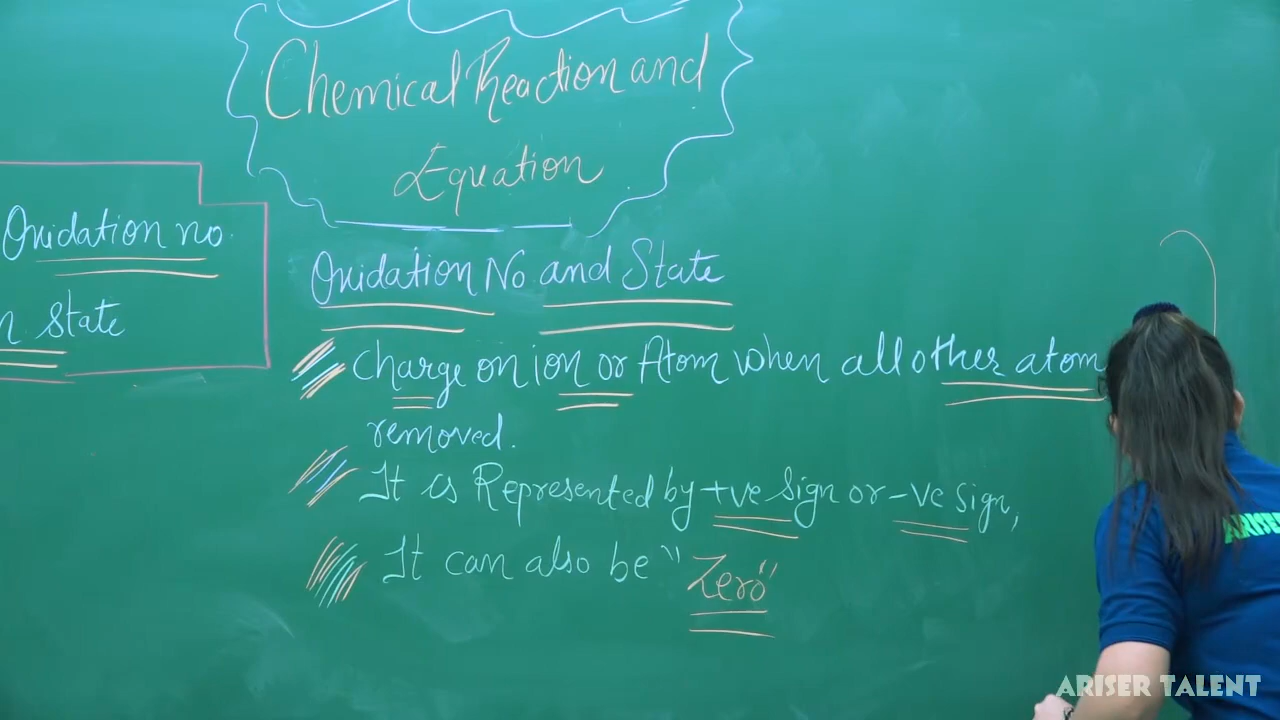 Chemical Reaction and
Equation
Oxidation no.
State
Oxidation No and State
Charge on ion or Atom when all other atom
removed.
It is Represented by +ve sign or -ve sign,
It can also be "Zero"
ARISER TALENT